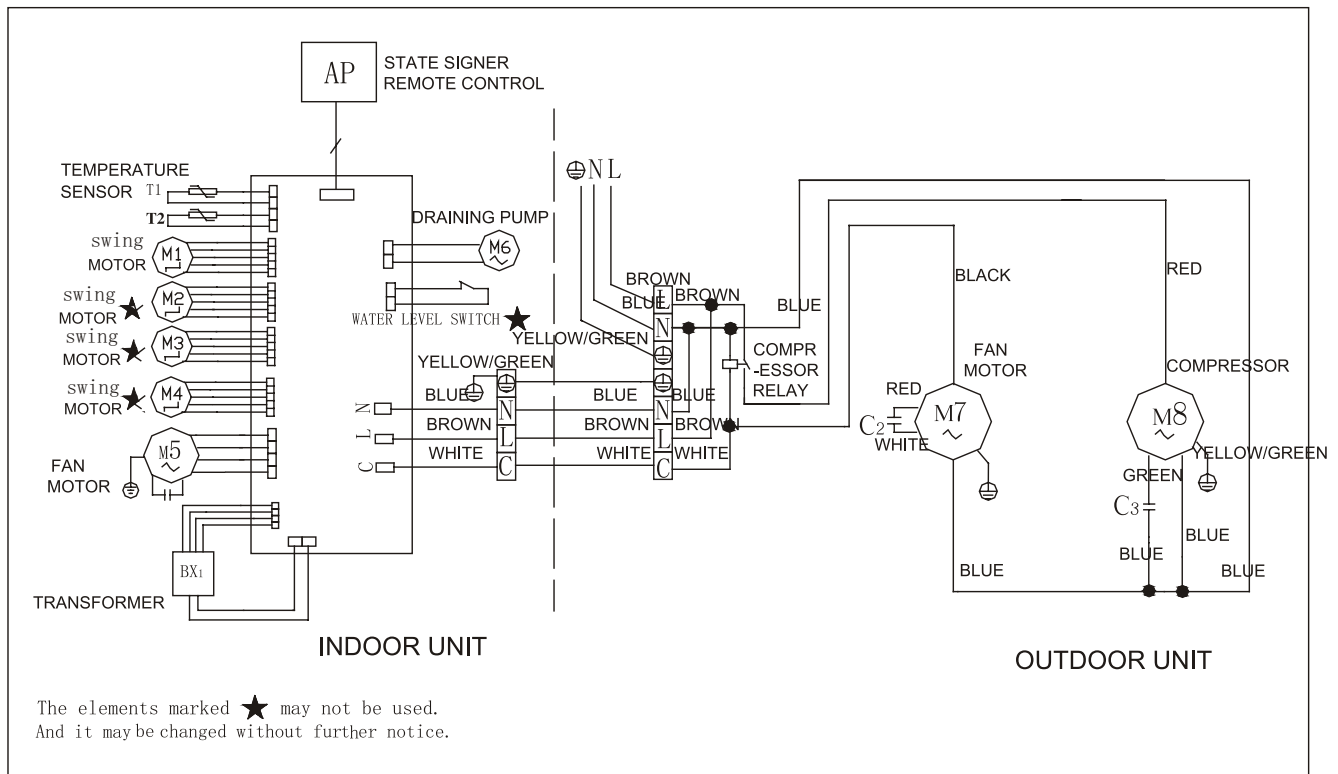 AP
STATE SIGNER
REMOTE CONTROL
TEMPERATURE
SENSOR T1
T2
swing
MOTOR
M1
swing
MOTOR
M2
swing
MOTOR
M3
swing
MOTOR
M4
FAN
MOTOR
M5
BX1
TRANSFORMER
DRAINING PUMP
M6
WATER LEVEL SWITCH
N L
BROWN
BLUE
YELLOW/GREEN
YELLOW/GREEN
N
BLUE
N
BLUE
N
BLUE
L
BROWN
L
BROWN
L
BROWN
C
WHITE
C
WHITE
C
WHITE
L
BROWN
N
BLUE
COMPR
-ESSOR
RELAY
BLACK
RED
FAN
MOTOR
COMPRESSOR
RED
M7
C2
WHITE
M8
YELLOW/GREEN
GREEN
C3
BLUE
BLUE
BLUE
BLUE
INDOOR UNIT
OUTDOOR UNIT
The elements marked ★ may not be used.
And it may be changed without further notice.